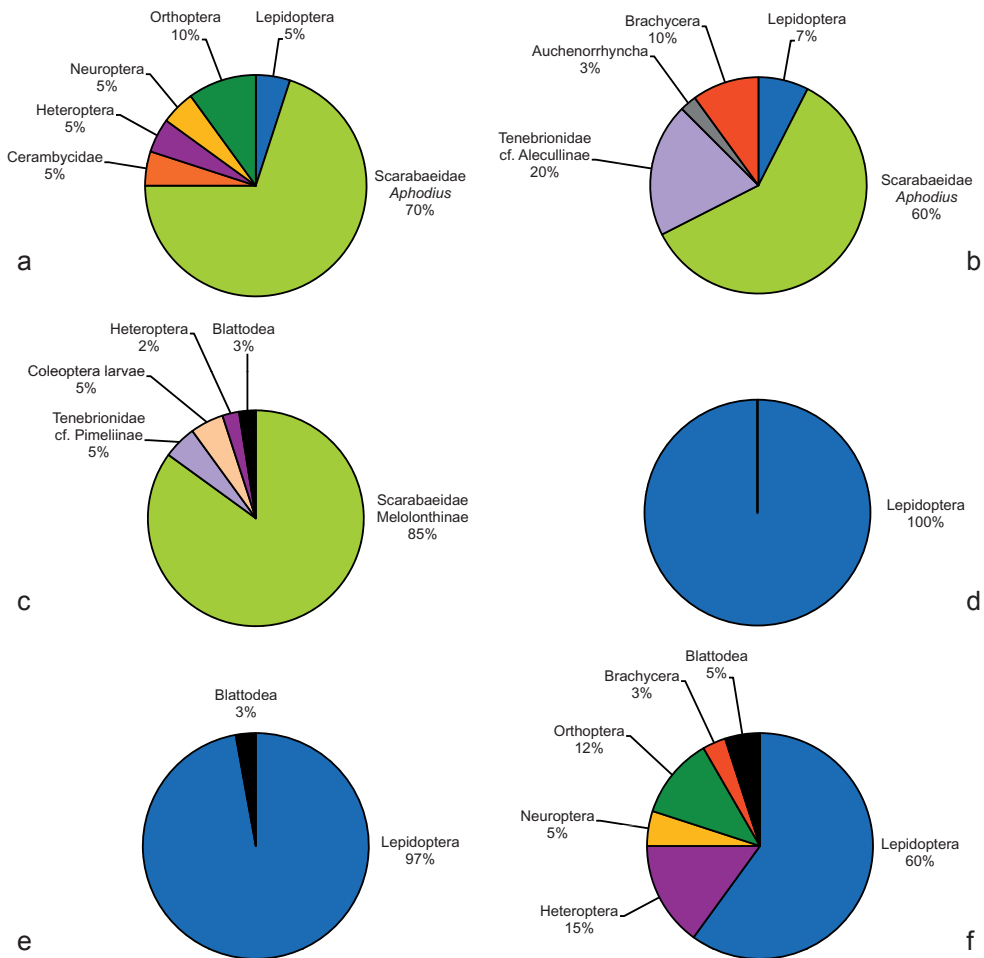 Orthoptera
10%
Lepidoptera
5%
Neuroptera
5%
Heteroptera
5%
Cerambycidae
5%
Scarabaeidae
Aphodius
70%
a
Brachycera
10%
Lepidoptera
7%
Auchenorrhyncha
3%
Tenebrionidae
cf. Alecullinae
20%
Scarabaeidae
Aphodius
60%
b
Heteroptera
2%
Blattodea
3%
Coleoptera larvae
5%
Tenebrionidae
cf. Pimeliinae
5%
Scarabaeidae
Melolonthinae
85%
c
Lepidoptera
100%
d
Blattodea
3%
Lepidoptera
97%
e
Blattodea
5%
Brachycera
3%
Orthoptera
12%
Neuroptera
5%
Heteroptera
15%
Lepidoptera
60%
f